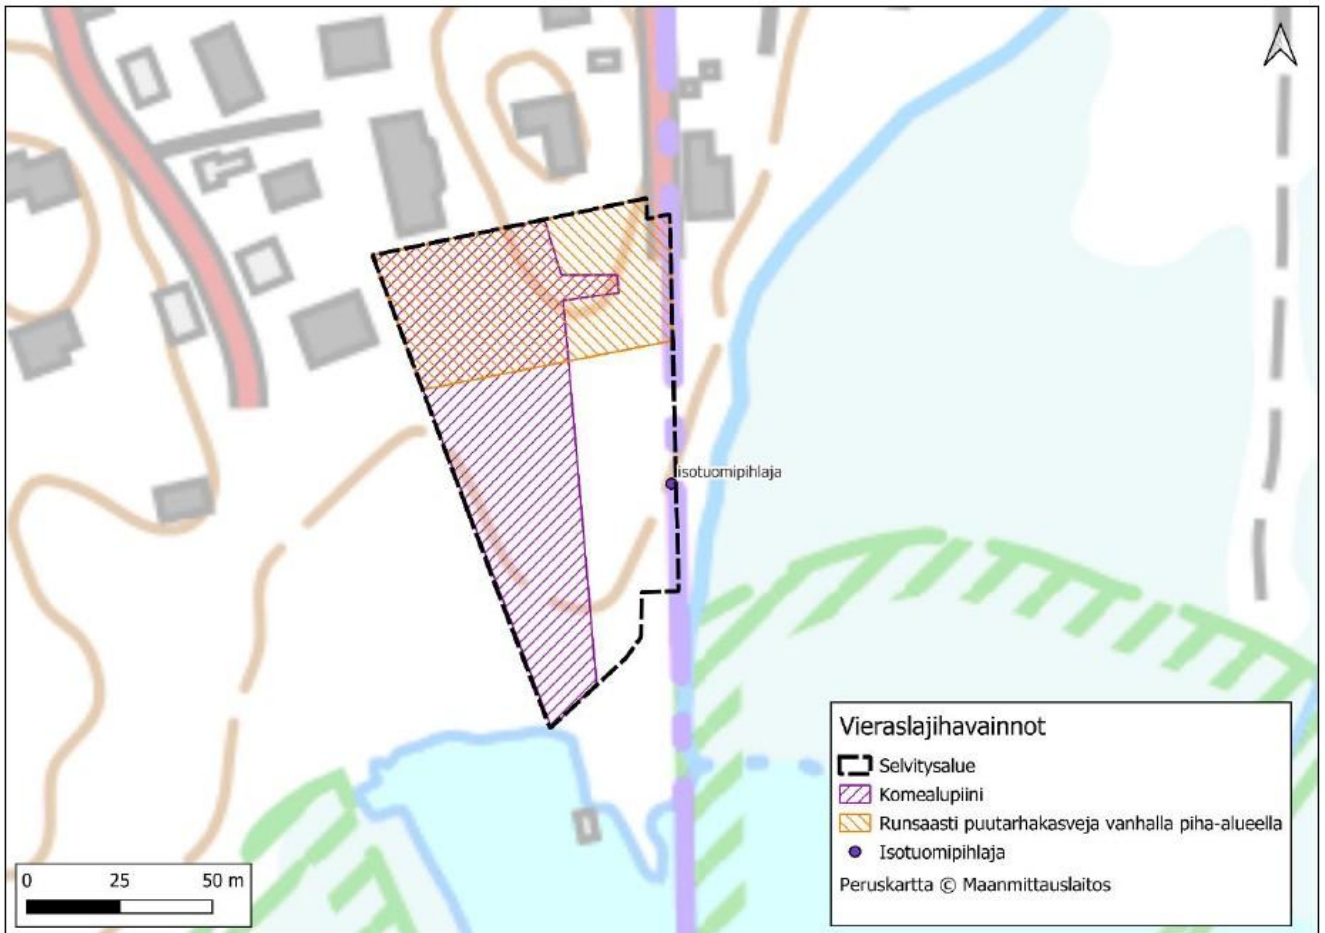 isotuomipihlaja
Vieraslajihavainnot
Selvitysalue
Komealupiini
Runsaasti puutarhakasveja vanhalla piha-alueella
Isotuomipihlaja
Peruskartta © Maanmittauslaitos
0 25 50 m